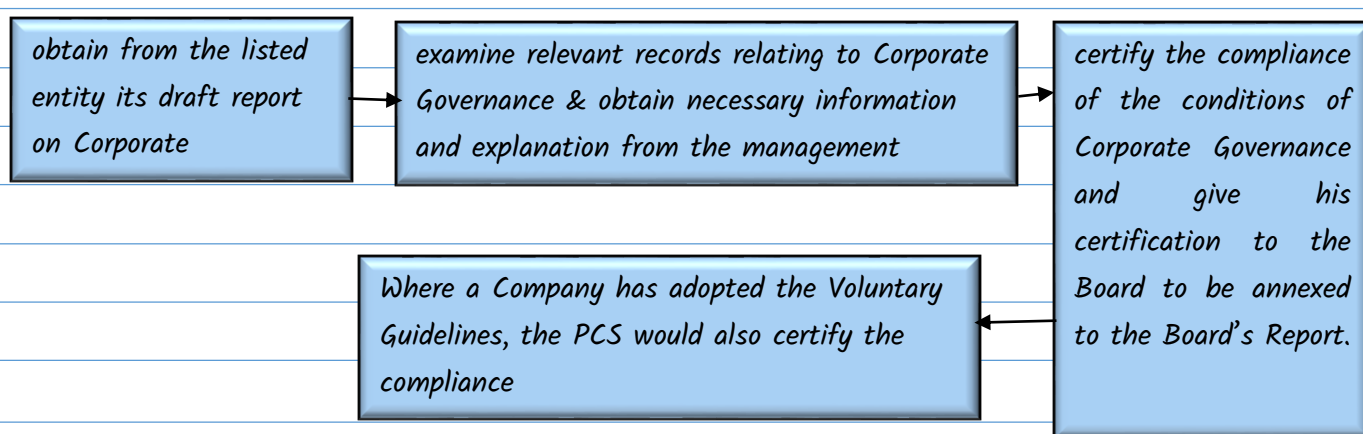 obtain from the listed
entity its draft report
on Corporate
examine relevant records relating to Corporate
Governance & obtain necessary information
and explanation from the management
certify the compliance
of the conditions of
Corporate Governance
and give his
certification to the
Board to be annexed
to the Board's Report.
Where a Company has adopted the Voluntary
Guidelines, the PCS would also certify the
compliance